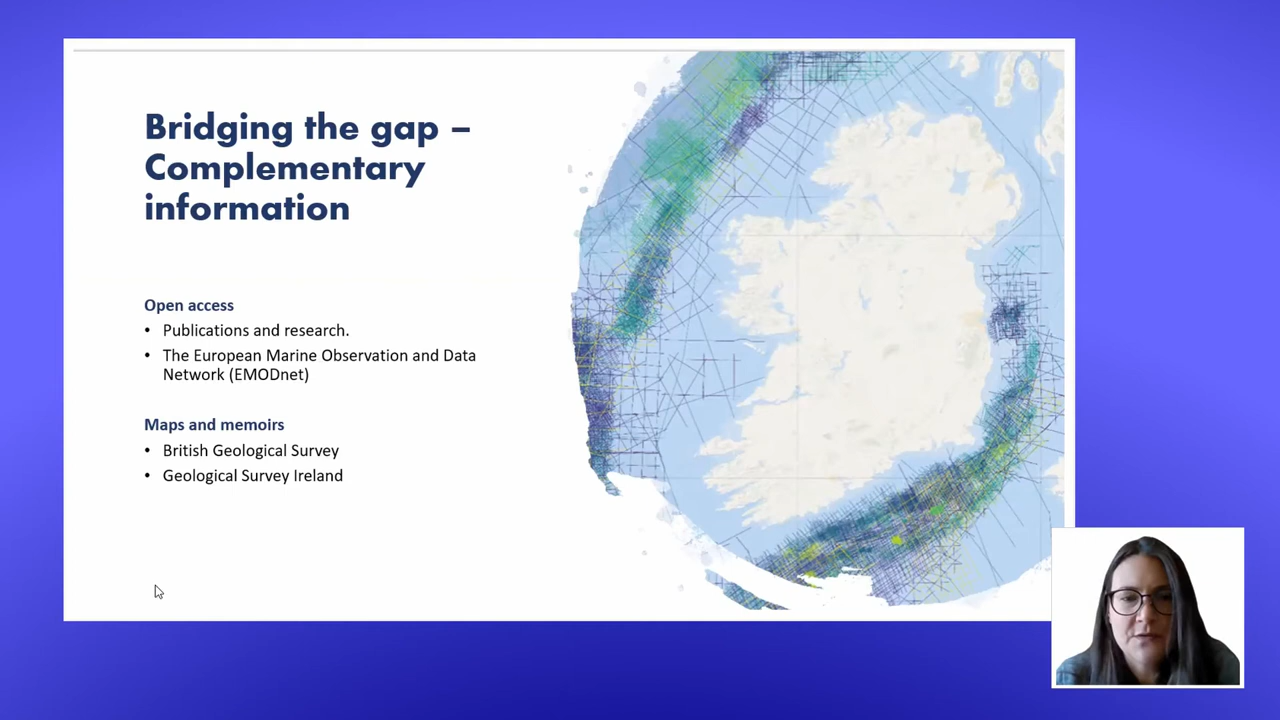 Bridging the gap –
Complementary
information
Open access
• Publications and research.
• The European Marine Observation and Data
Network (EMODnet)
Maps and memoirs
• British Geological Survey
• Geological Survey Ireland